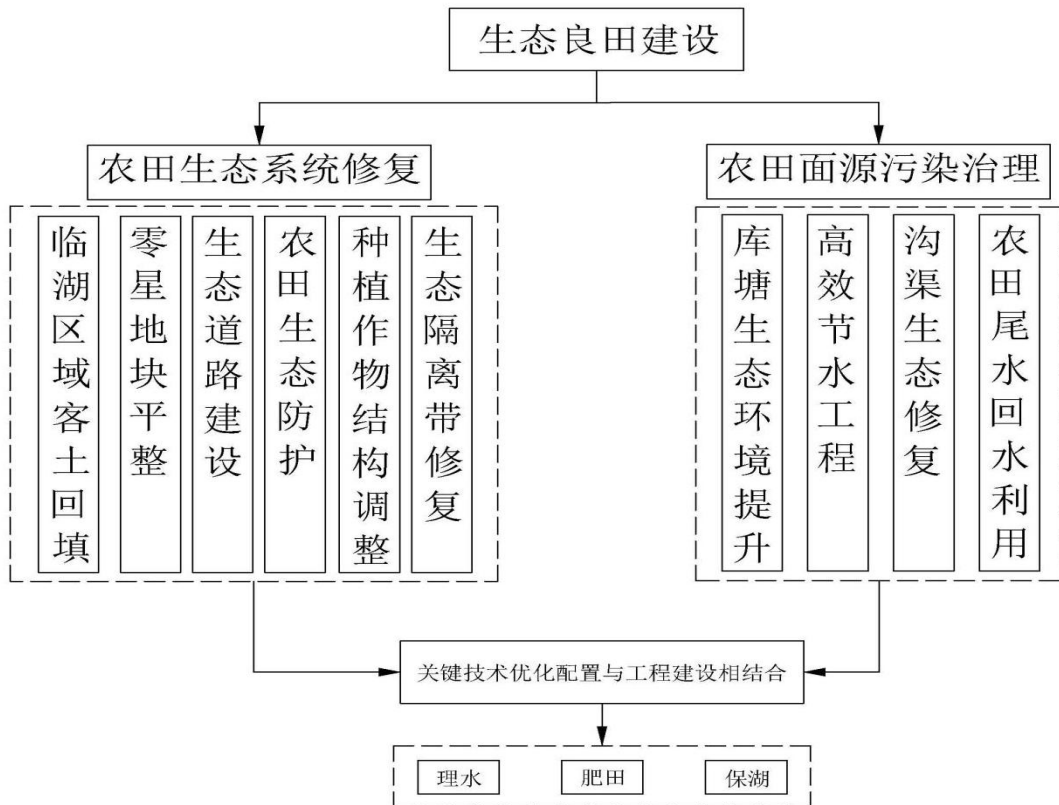 生态良田建设
农田生态系统修复
农田面源污染治理
临湖区域客土回填
零星地块平整
生态道路建设
农田生态防护
种植作物结构调整
生态隔离带修复
库塘生态环境提升
高效节水工程
沟渠生态修复
农田尾水回水利用
关键技术优化配置与工程建设相结合
理水
肥田
保湖